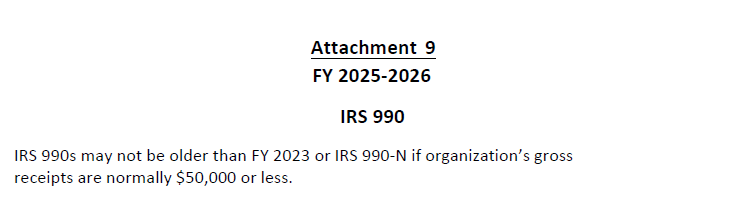 Attachment 9
FY 2025-2026
IRS 990
IRS 990s may not be older than FY 2023 or IRS 990-N if organization’s gross
receipts are normally $50,000 or less.